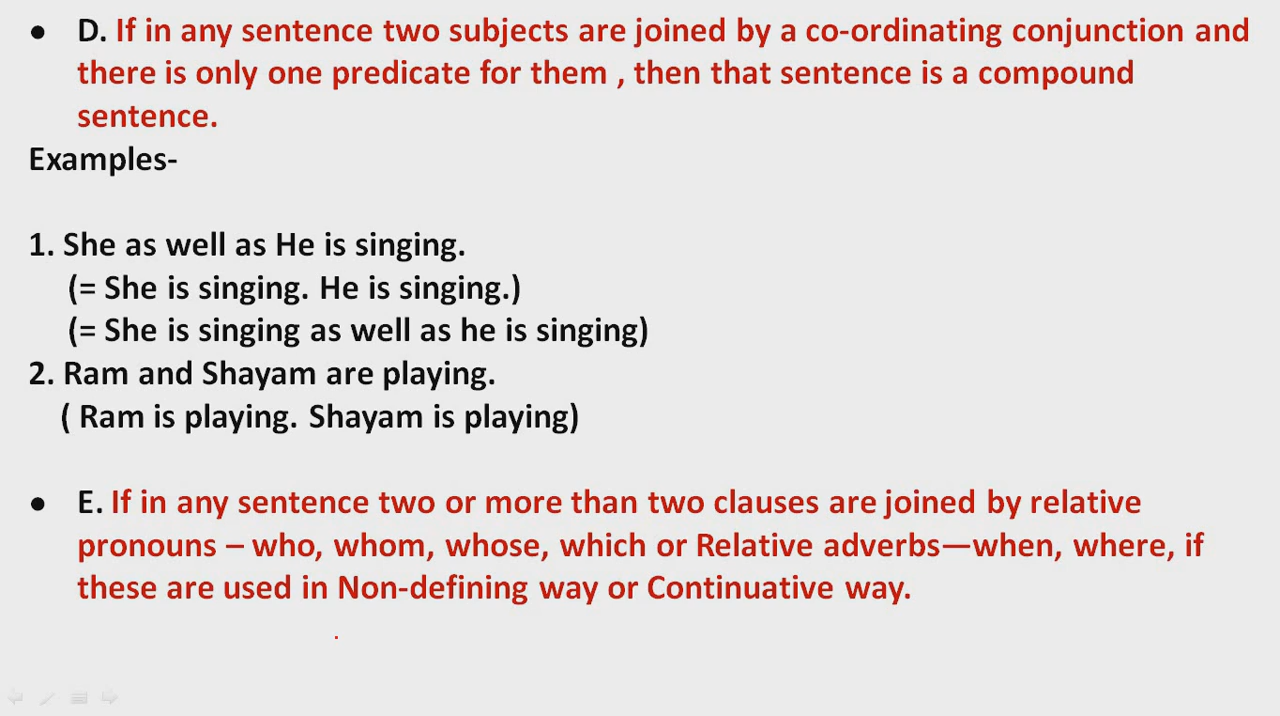 • D. If in any sentence two subjects are joined by a co-ordinating conjunction and
there is only one predicate for them , then that sentence is a compound
sentence.
Examples-
1. She as well as He is singing.
(= She is singing. He is singing.)
(= She is singing as well as he is singing)
2. Ram and Shayam are playing.
( Ram is playing. Shayam is playing)
• E. If in any sentence two or more than two clauses are joined by relative
pronouns – who, whom, whose, which or Relative adverbs—when, where, if
these are used in Non-defining way or Continuative way.